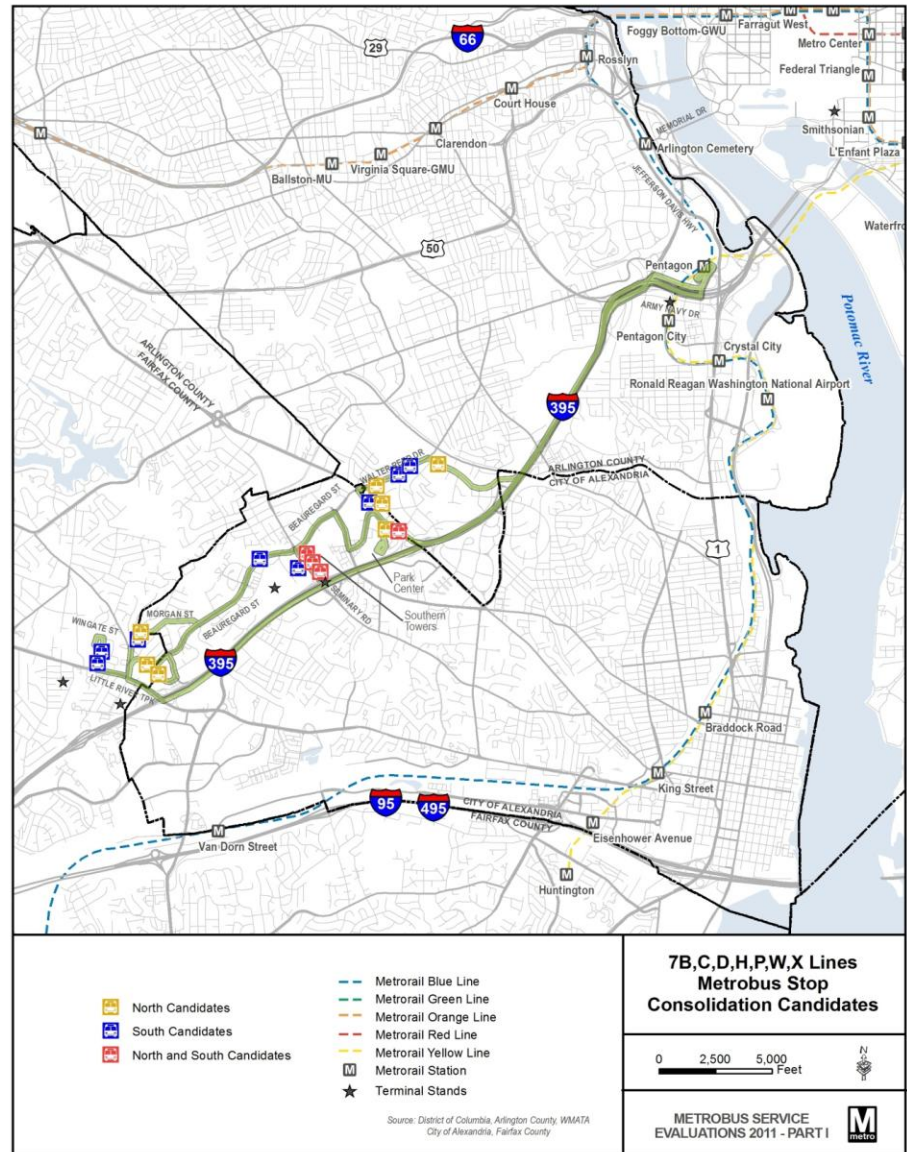 66
29
Foggy Bottom-GWU
Farragut West
Metro Center
Rosslyn
Federal Triangle
Court House
MEMORIAL DR
Smithsonian
Clarendon
Arlington Cemetery
L'Enfant Plaza
Virginia Square-GMU
Ballston-MU
JEFFERSON DAVIS HWY
Waterfro
50
Pentagon
ARMY NAVY DR
Pentagon City
Potomac River
Crystal City
ARLINGTON COUNTY
FAIRFAX COUNTY
Ronald Reagan Washington National Airport
395
WALTER REED DR
ARLINGTON COUNTY
CITY OF ALEXANDRIA
BEAUREGARD ST
1
Park
Center
SEMINARY RD
Southern
Towers
MORGAN ST
BEAUREGARD ST
WINGATE ST
395
LITTLE RIVER TPK
Braddock Road
King Street
95
495
CITY OF ALEXANDRIA
FAIRFAX COUNTY
Van Dorn Street
Eisenhower Avenue
Huntington
North Candidates
South Candidates
North and South Candidates
Metrorail Blue Line
Metrorail Green Line
Metrorail Orange Line
Metrorail Red Line
Metrorail Yellow Line
M Metrorail Station
Terminal Stands
Source: District of Columbia, Arlington County, WMATA
City of Alexandria, Fairfax County
7B,C,D,H,P,W,X Lines
Metrobus Stop
Consolidation Candidates
0 2,500 5,000
Feet
N
METROBUS SERVICE
EVALUATIONS 2011 - PART I
M
metro